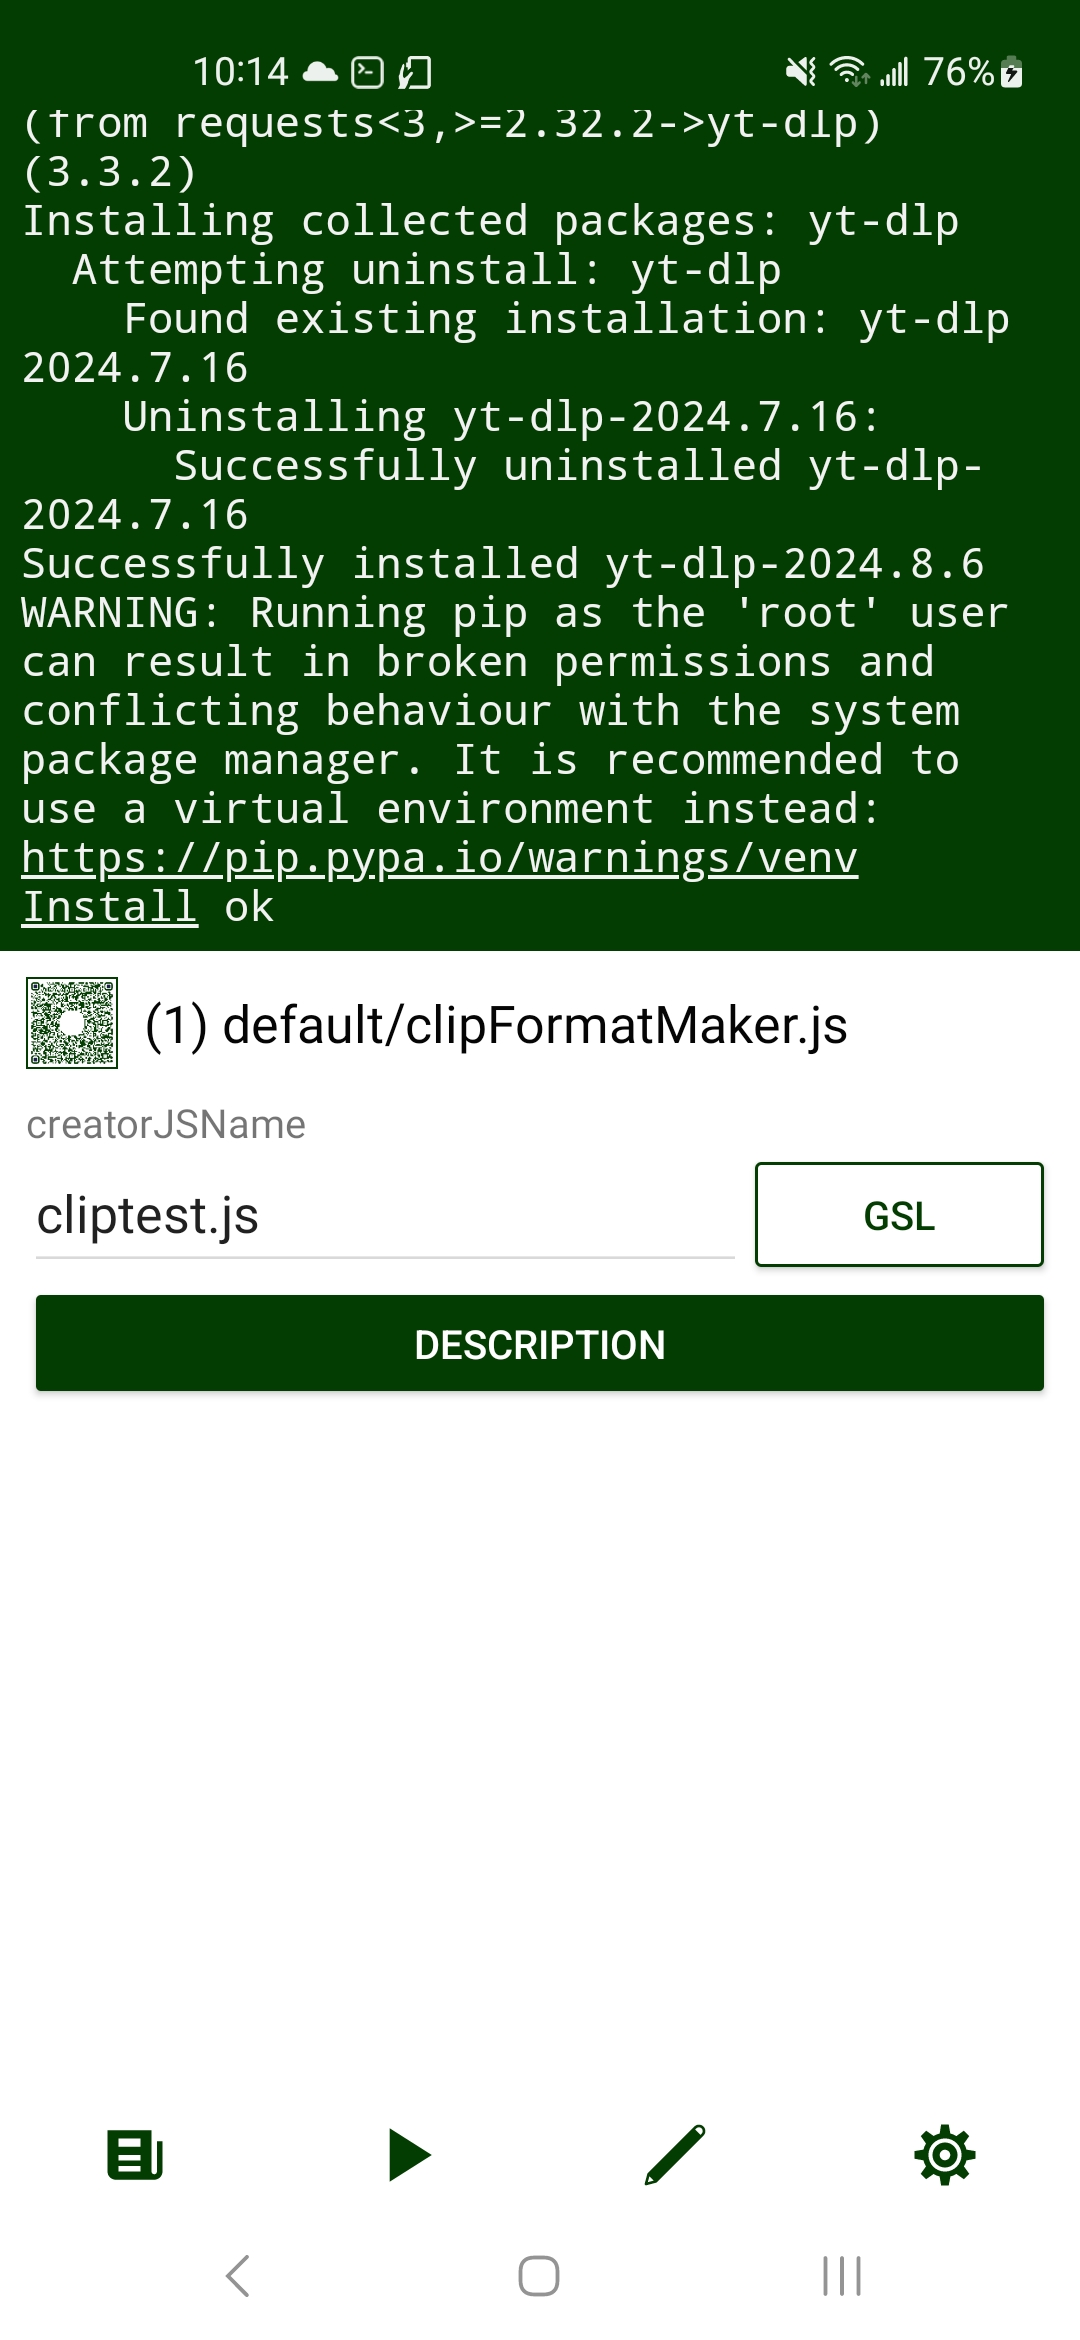 10:14 76%
(from requests<3,>=2.32.2->yt-dlp)
(3.3.2)
Installing collected packages: yt-dlp
  Attempting uninstall: yt-dlp
    Found existing installation: yt-dlp
2024.7.16
    Uninstalling yt-dlp-2024.7.16:
      Successfully uninstalled yt-dlp-
2024.7.16
Successfully installed yt-dlp-2024.8.6
WARNING: Running pip as the 'root' user
can result in broken permissions and
conflicting behaviour with the system
package manager. It is recommended to
use a virtual environment instead:
https://pip.pypa.io/warnings/venv
Install ok
(1) default/clipFormatMaker.js
creatorJSName
cliptest.js GSL
DESCRIPTION